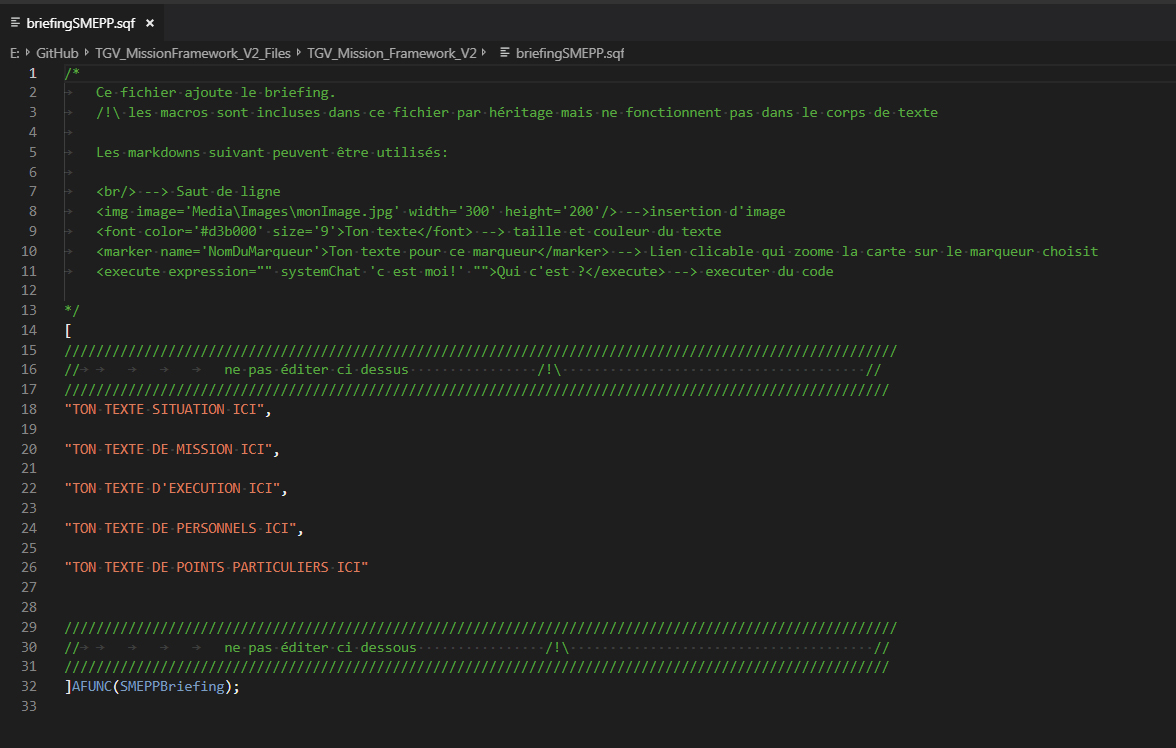 briefingSMEPP.sqf ×
E: › GitHub › TGV_MissionFramework_V2_Files › TGV_Mission_Framework_V2 › briefingSMEPP.sqf
1 /*
2 Ce fichier ajoute le briefing.
3 /!\ les macros sont incluses dans ce fichier par héritage mais ne fonctionnent pas dans le corps de texte
4
5 Les markdowns suivant peuvent être utilisés:
6
7 <br/> --> Saut de ligne
8 <img image='Media\Images\monImage.jpg' width='300' height='200'/> -->insertion d'image
9 <font color='#d3b000' size='9'>Ton texte</font> --> taille et couleur du texte
10 <marker name='NomDuMarqueur'>Ton texte pour ce marqueur</marker> --> Lien clicable qui zoome la carte sur le marqueur choisit
11 <execute expression="" systemChat 'c est moi!' "">Qui c'est ?</execute> --> executer du code
12
13 */
14 [
15 ////////////////////////////////////////////////////////////////////////////////////////////////////////
16 // ne pas éditer ci dessus /!\ //
17 ///////////////////////////////////////////////////////////////////////////////////////////////////////
18 "TON TEXTE SITUATION ICI",
19
20 "TON TEXTE DE MISSION ICI",
21
22 "TON TEXTE D'EXECUTION ICI",
23
24 "TON TEXTE DE PERSONNELS ICI",
25
26 "TON TEXTE DE POINTS PARTICULIERS ICI"
27
28
29 ////////////////////////////////////////////////////////////////////////////////////////////////////////
30 // ne pas éditer ci dessous /!\ //
31 ///////////////////////////////////////////////////////////////////////////////////////////////////////
32 ]AFUNC(SMEPPBriefing);
33